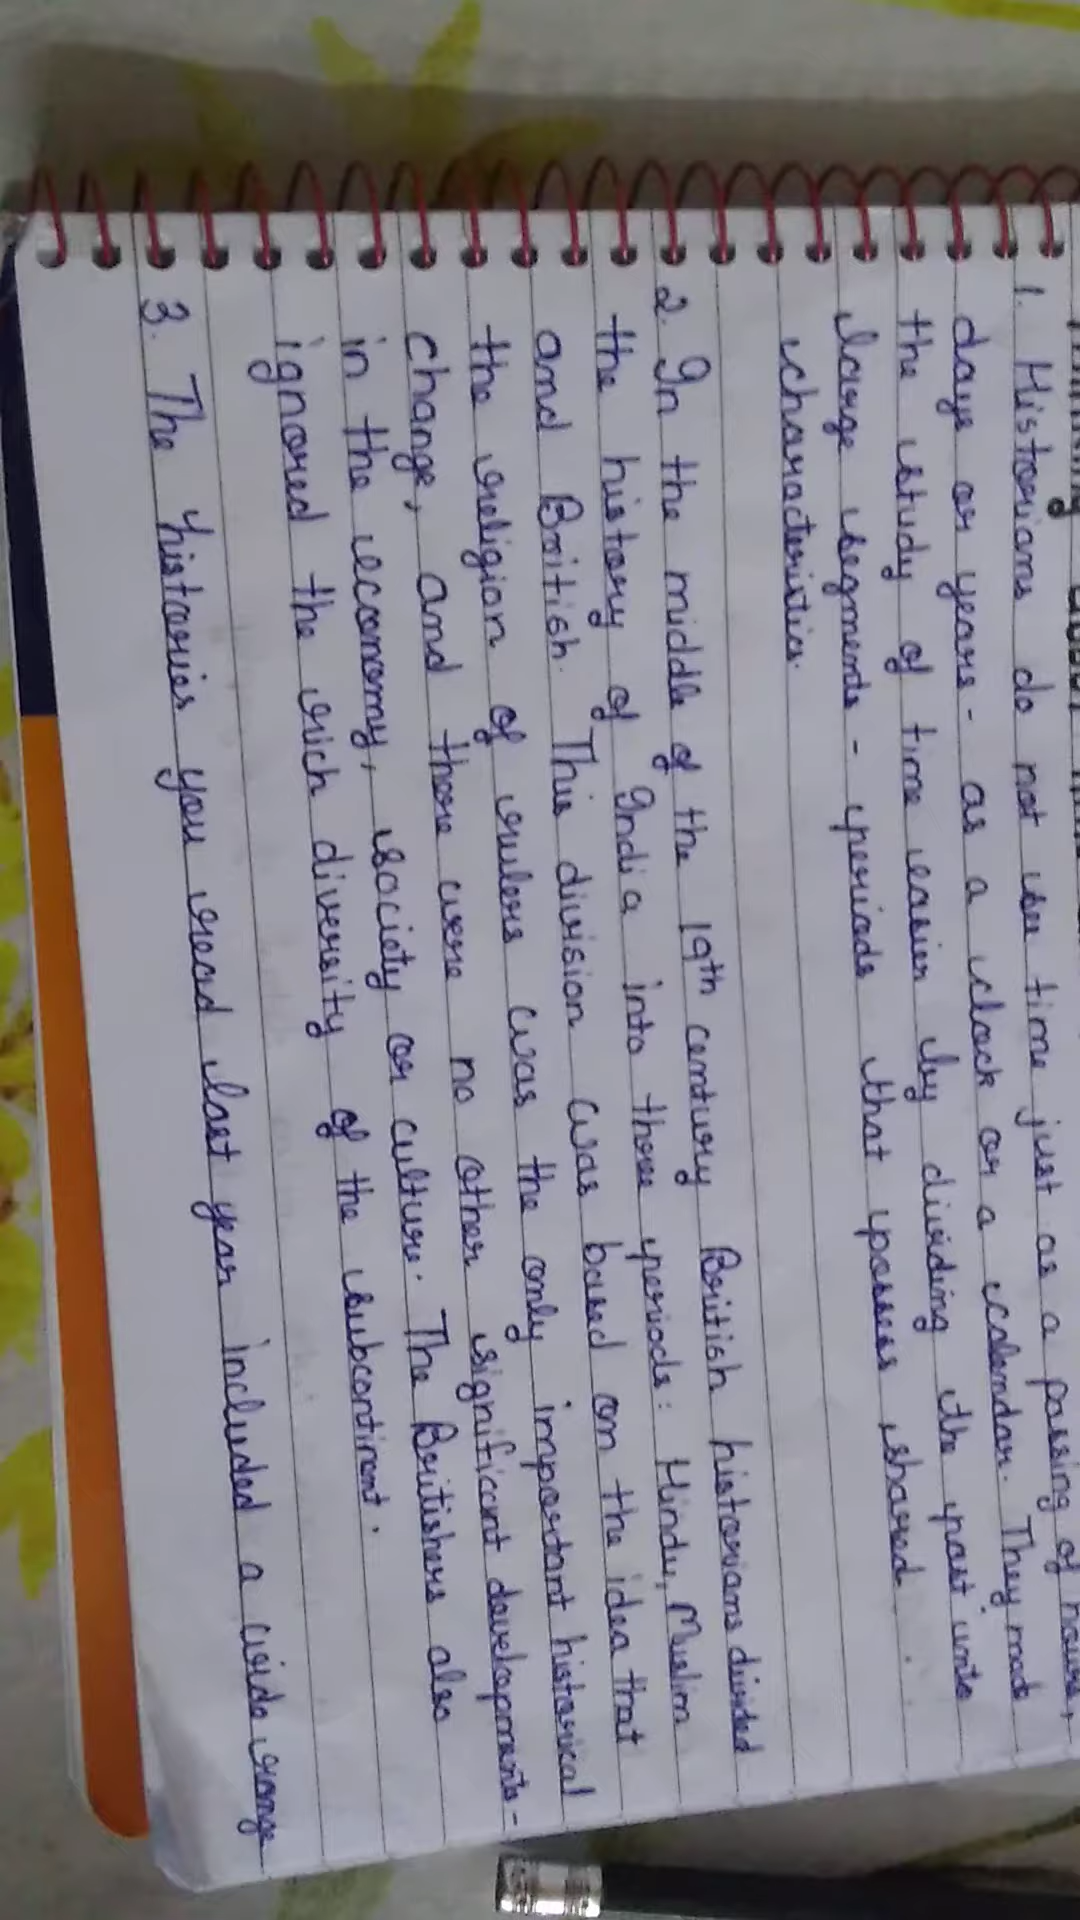 1. Historians do not see time just as a passing of hours,
days or years - as a clock or a calendar. They made
the study of time easier by dividing the past into
large segments - periods that possess shared
characteristics.
2. In the middle of the 19th century British historians divided
the history of India into three periods: Hindu, Muslim
and British. This division was based on the idea that
the religion of rulers was the only important historical
change, and there were no other significant developments -
in the economy, society or culture. The Britishers also
ignored the rich diversity of the subcontinent.
3. The histories you read last year included a wide range